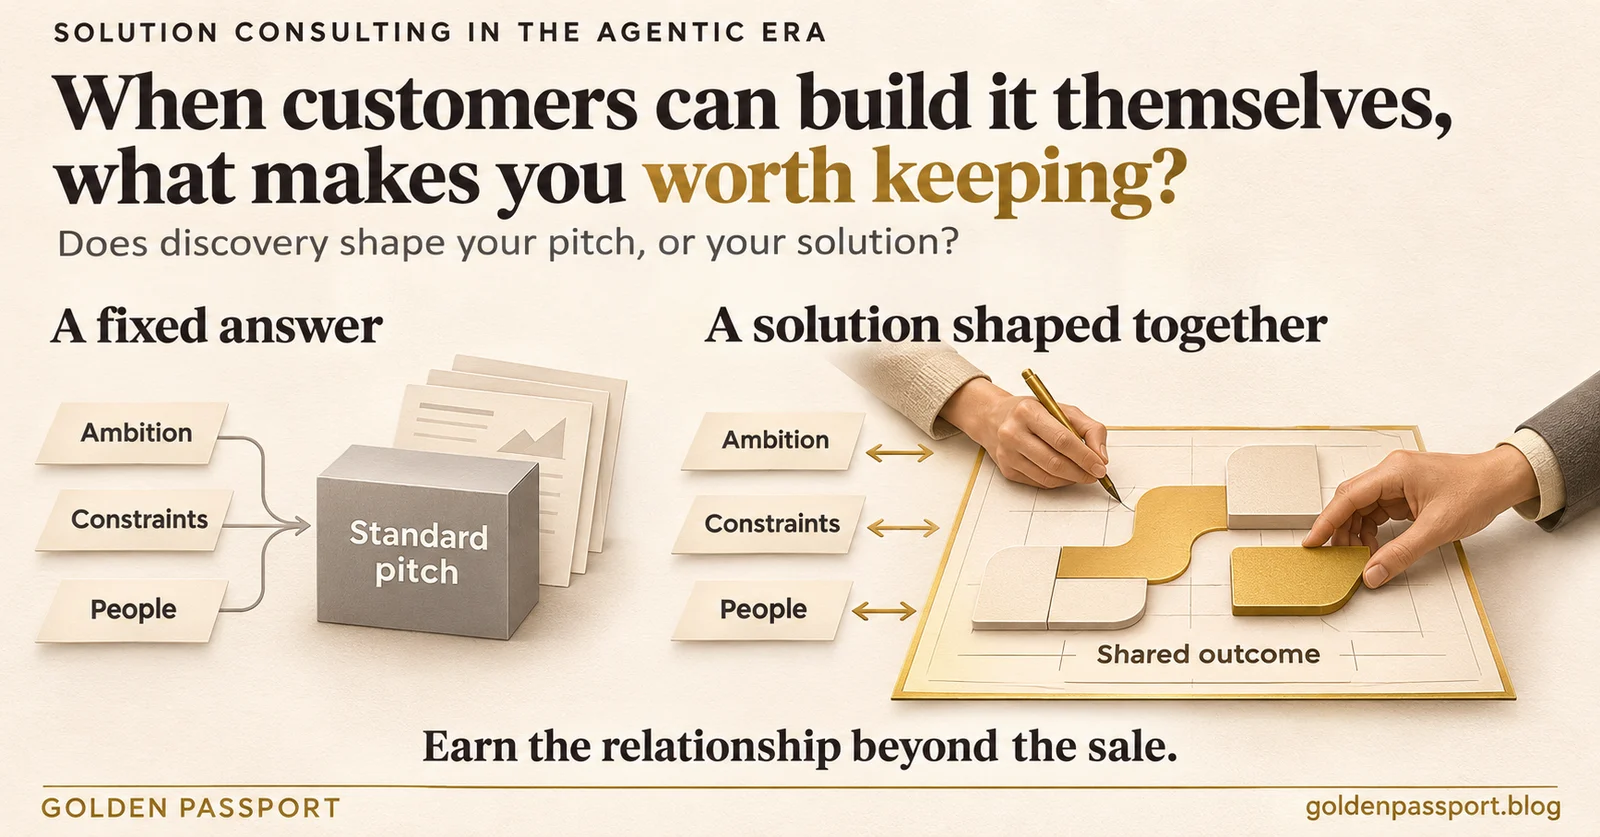 SOLUTION CONSULTING IN THE AGENTIC ERA
When customers can build it themselves,
what makes you worth keeping?
Does discovery shape your pitch, or your solution?
A fixed answer
Ambition
Constraints
People
Standard
pitch
A solution shaped together
Ambition
Constraints
People
Shared outcome
Earn the relationship beyond the sale.
GOLDEN PASSPORT
goldenpassport.blog